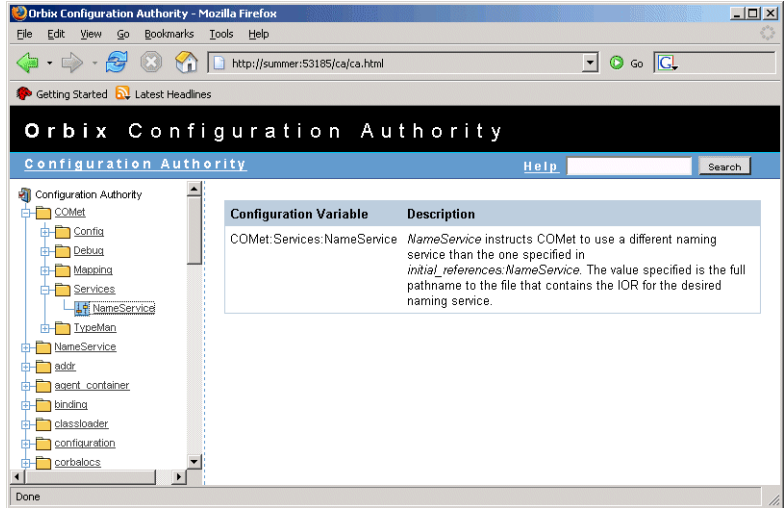 Orbix Configuration Authority - Mozilla Firefox
File Edit View Go Bookmarks Tools Help
http://summer:53185/ca/ca.html Go G
Getting Started Latest Headlines
Orbix Configuration Authority
Configuration Authority Help Search
Configuration Authority
COMet
Config
Debug
Mapping
Services
NameService
TypeMan
NameService
addr
agent_container
binding
classloader
configuration
corbalocs
Configuration Variable Description
COMet:Services:NameService NameService instructs COMet to use a different naming
service than the one specified in
initial_references:NameService. The value specified is the full
pathname to the file that contains the IOR for the desired
naming service.
Done